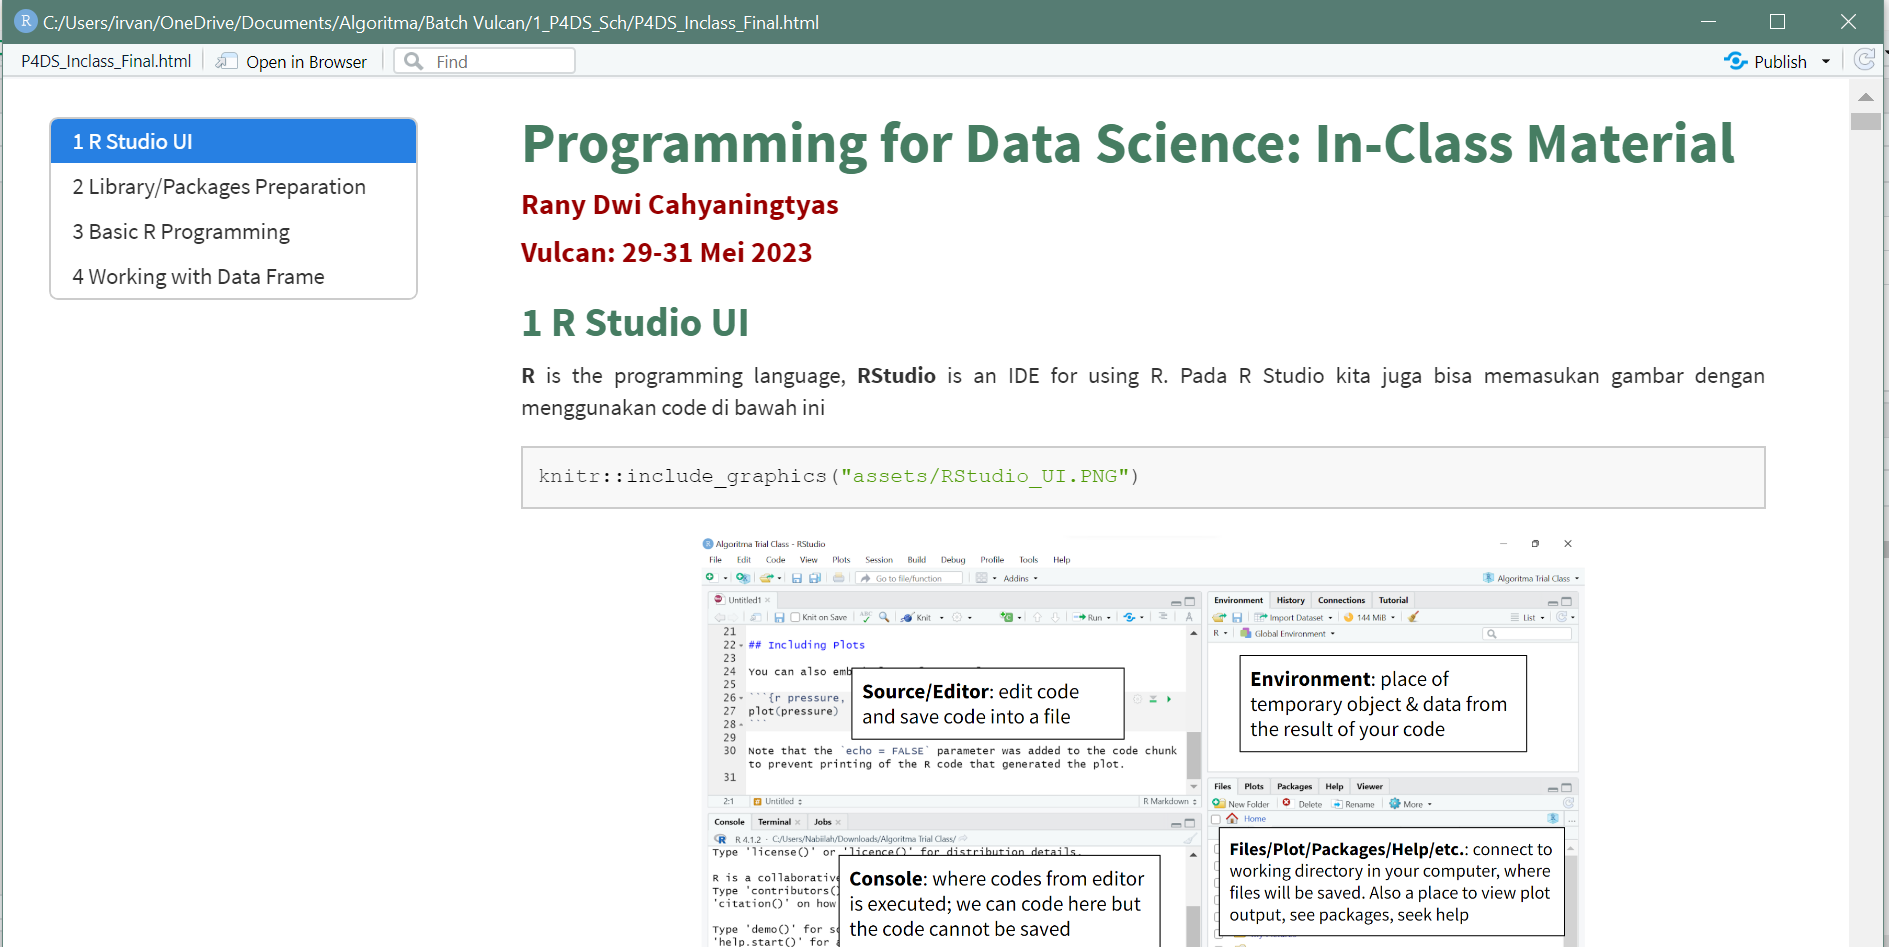 C:/Users/irvan/OneDrive/Documents/Algoritma/Batch Vulcan/1_P4DS_Sch/P4DS_Inclass_Final.html
P4DS_Inclass_Final.html Open in Browser Find Publish
1 R Studio UI
2 Library/Packages Preparation
3 Basic R Programming
4 Working with Data Frame
Programming for Data Science: In-Class Material
Rany Dwi Cahyaningtyas
Vulcan: 29-31 Mei 2023
1 R Studio UI
R is the programming language, RStudio is an IDE for using R. Pada R Studio kita juga bisa memasukan gambar dengan
menggunakan code di bawah ini
knitr::include_graphics("assets/RStudio_UI.PNG")
Algoritma Trial Class - RStudio
File Edit Code View Plots Session Build Debug Profile Tools Help
Go to file/function Addins Algoritma Trial Class
Untitled1
Knit on Save Knit Run
21
22 ## Including Plots
23
24 You can also
25
26 ```{r pressure,
27 plot(pressure)
28 ```
29
30 Note that the `echo = FALSE` parameter was added to the code chunk
to prevent printing of the R code that generated the plot.
31
Source/Editor: edit code
and save code into a file
2:1 Untitled R Markdown
Environment History Connections Tutorial
Import Dataset 144 MiB List
R Global Environment
Environment: place of
temporary object & data from
the result of your code
Console Terminal Jobs
R 4.1.2 · C:/Users/Nabiilah/Downloads/Algoritma Trial Class/
Type 'license()' or 'licence()' for distribution details.
R is a collaborative
Type 'contributors()
'citation()' on how
Type 'demo()' for
'help.start()' for
Console: where codes from editor
is executed; we can code here but
the code cannot be saved
Files Plots Packages Help Viewer
New Folder Delete Rename More
Home
Files/Plot/Packages/Help/etc.: connect to
working directory in your computer, where
files will be saved. Also a place to view plot
output, see packages, seek help